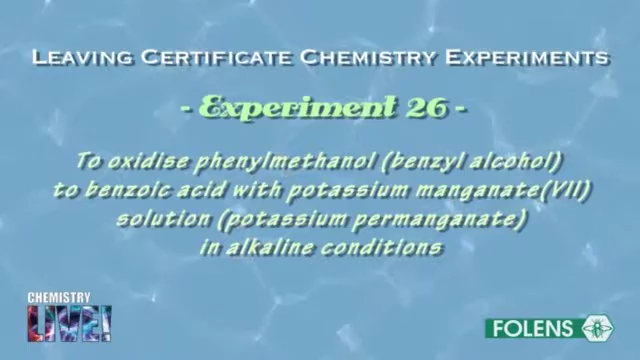 Leaving Certificate Chemistry Experiments
- Experiment 26 -
To oxidise phenylmethanol (benzyl alcohol)
to benzoic acid with potassium manganate(VII)
solution (potassium permanganate)
in alkaline conditions
CHEMISTRY
LIVE!
FOLENS